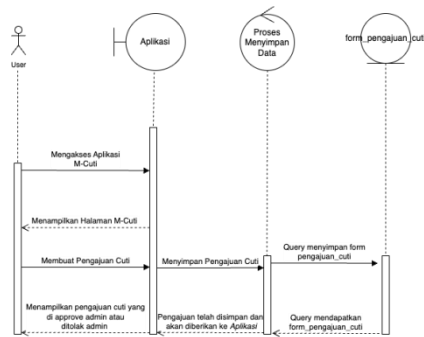 User
Aplikasi
Proses
Menyimpan
Data
form_pengajuan_cuti
Mengakses Aplikasi
M-Cuti
Menampilkan Halaman M-Cuti
Membuat Pengajuan Cuti
Menyimpan Pengajuan Cuti
Query menyimpan form
pengajuan_cuti
Menampilkan pengajuan cuti yang
di approve admin atau
ditolak admin
Pengajuan telah disimpan dan
akan diberikan ke Aplikasi
Query mendapatkan
form_pengajuan_cuti